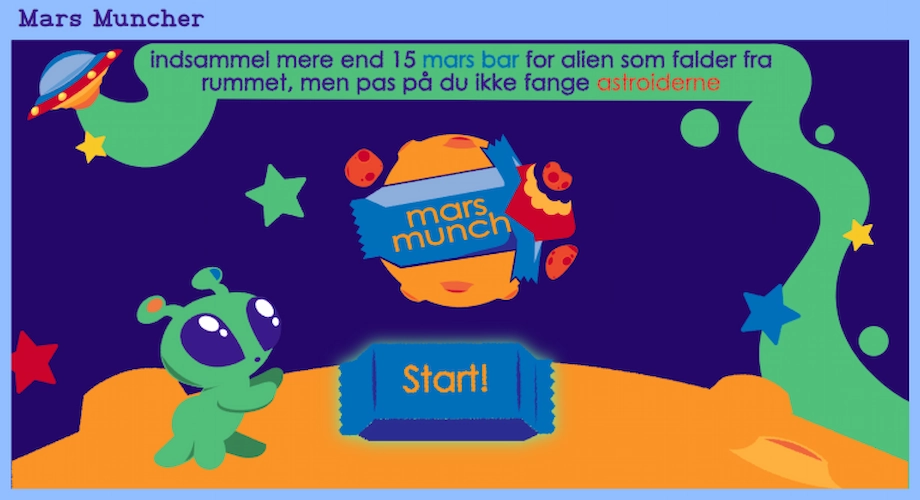 Mars Muncher
indsammel mere end 15 mars bar for alien som falder fra
rummet, men pas på du ikke fange astroiderne
mars
munch
Start!